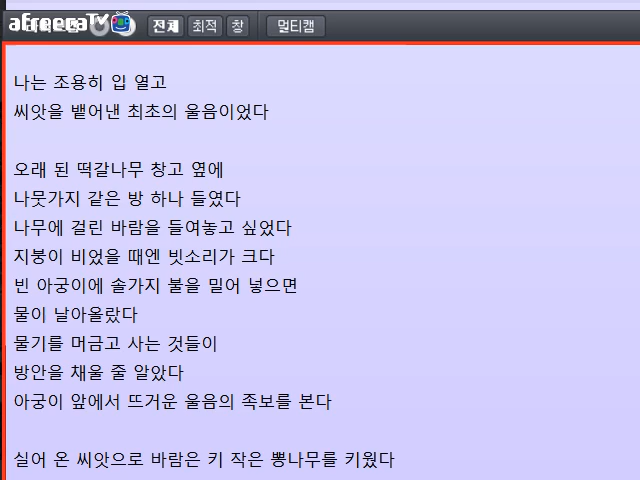 afreecaTV
전체 최적 창 멀티캠
나는 조용히 입 열고
씨앗을 뱉어낸 최초의 울음이었다
오래 된 떡갈나무 창고 옆에
나뭇가지 같은 방 하나 들였다
나무에 걸린 바람을 들여놓고 싶었다
지붕이 비었을 때엔 빗소리가 크다
빈 아궁이에 솔가지 불을 밀어 넣으면
물이 날아올랐다
물기를 머금고 사는 것들이
방안을 채울 줄 알았다
아궁이 앞에서 뜨거운 울음의 족보를 본다
실어 온 씨앗으로 바람은 키 작은 뽕나무를 키웠다